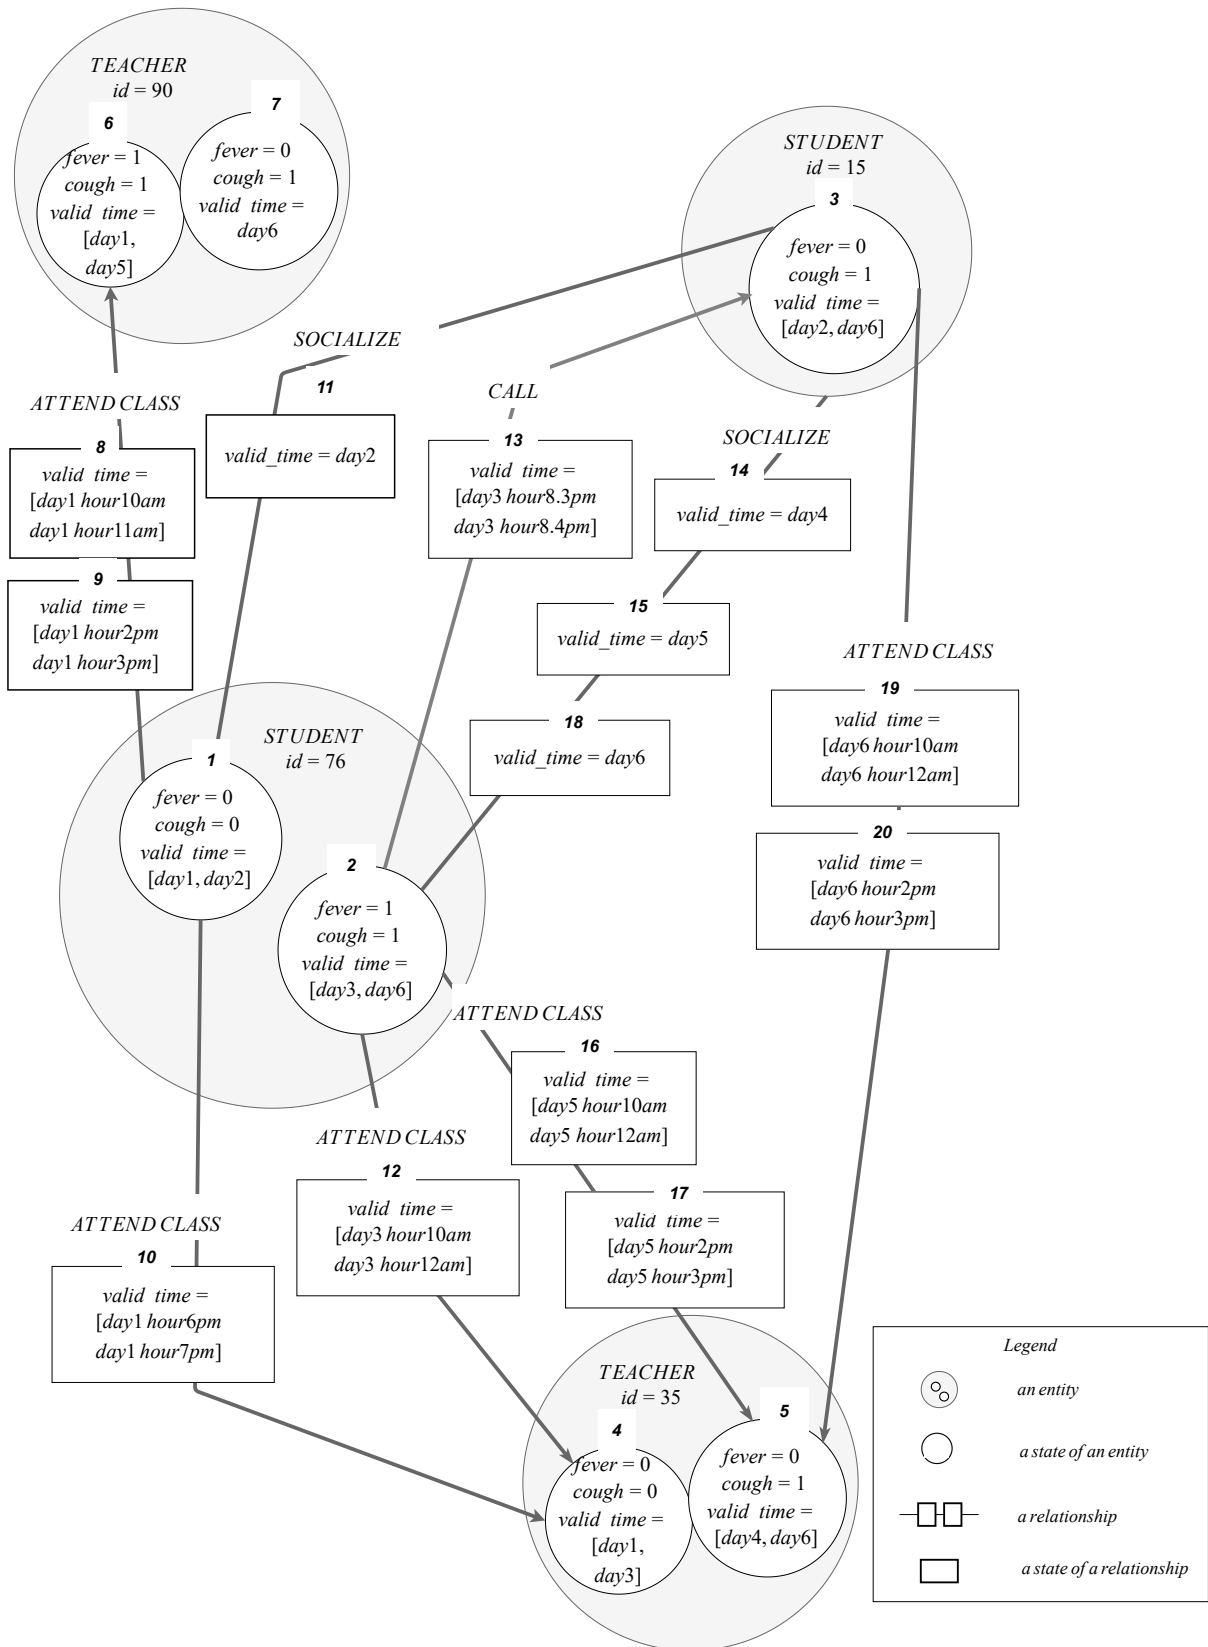 TEACHER
id = 90
6
fever = 1
cough = 1
valid time =
[day1,
day5]
7
fever = 0
cough = 1
valid time =
day6
STUDENT
id = 15
3
fever = 0
cough = 1
valid time =
[day2, day6]
SOCIALIZE
11
valid_time = day2
CALL
13
valid time =
[day3 hour8.3pm
day3 hour8.4pm]
SOCIALIZE
14
valid_time = day4
15
valid_time = day5
18
valid_time = day6
ATTEND CLASS
8
valid time =
[day1 hour10am
day1 hour11am]
9
valid time =
[day1 hour2pm
day1 hour3pm]
ATTEND CLASS
19
valid time =
[day6 hour10am
day6 hour12am]
20
valid time =
[day6 hour2pm
day6 hour3pm]
STUDENT
id = 76
1
fever = 0
cough = 0
valid time =
[day1, day2]
2
fever = 1
cough = 1
valid time =
[day3, day6]
ATTEND CLASS
16
valid time =
[day5 hour10am
day5 hour12am]
17
valid time =
[day5 hour2pm
day5 hour3pm]
ATTEND CLASS
12
valid time =
[day3 hour10am
day3 hour12am]
ATTEND CLASS
10
valid time =
[day1 hour6pm
day1 hour7pm]
TEACHER
id = 35
4
fever = 0
cough = 0
valid time =
[day1,
day3]
5
fever = 0
cough = 1
valid time =
[day4, day6]
Legend
an entity
a state of an entity
a relationship
a state of a relationship